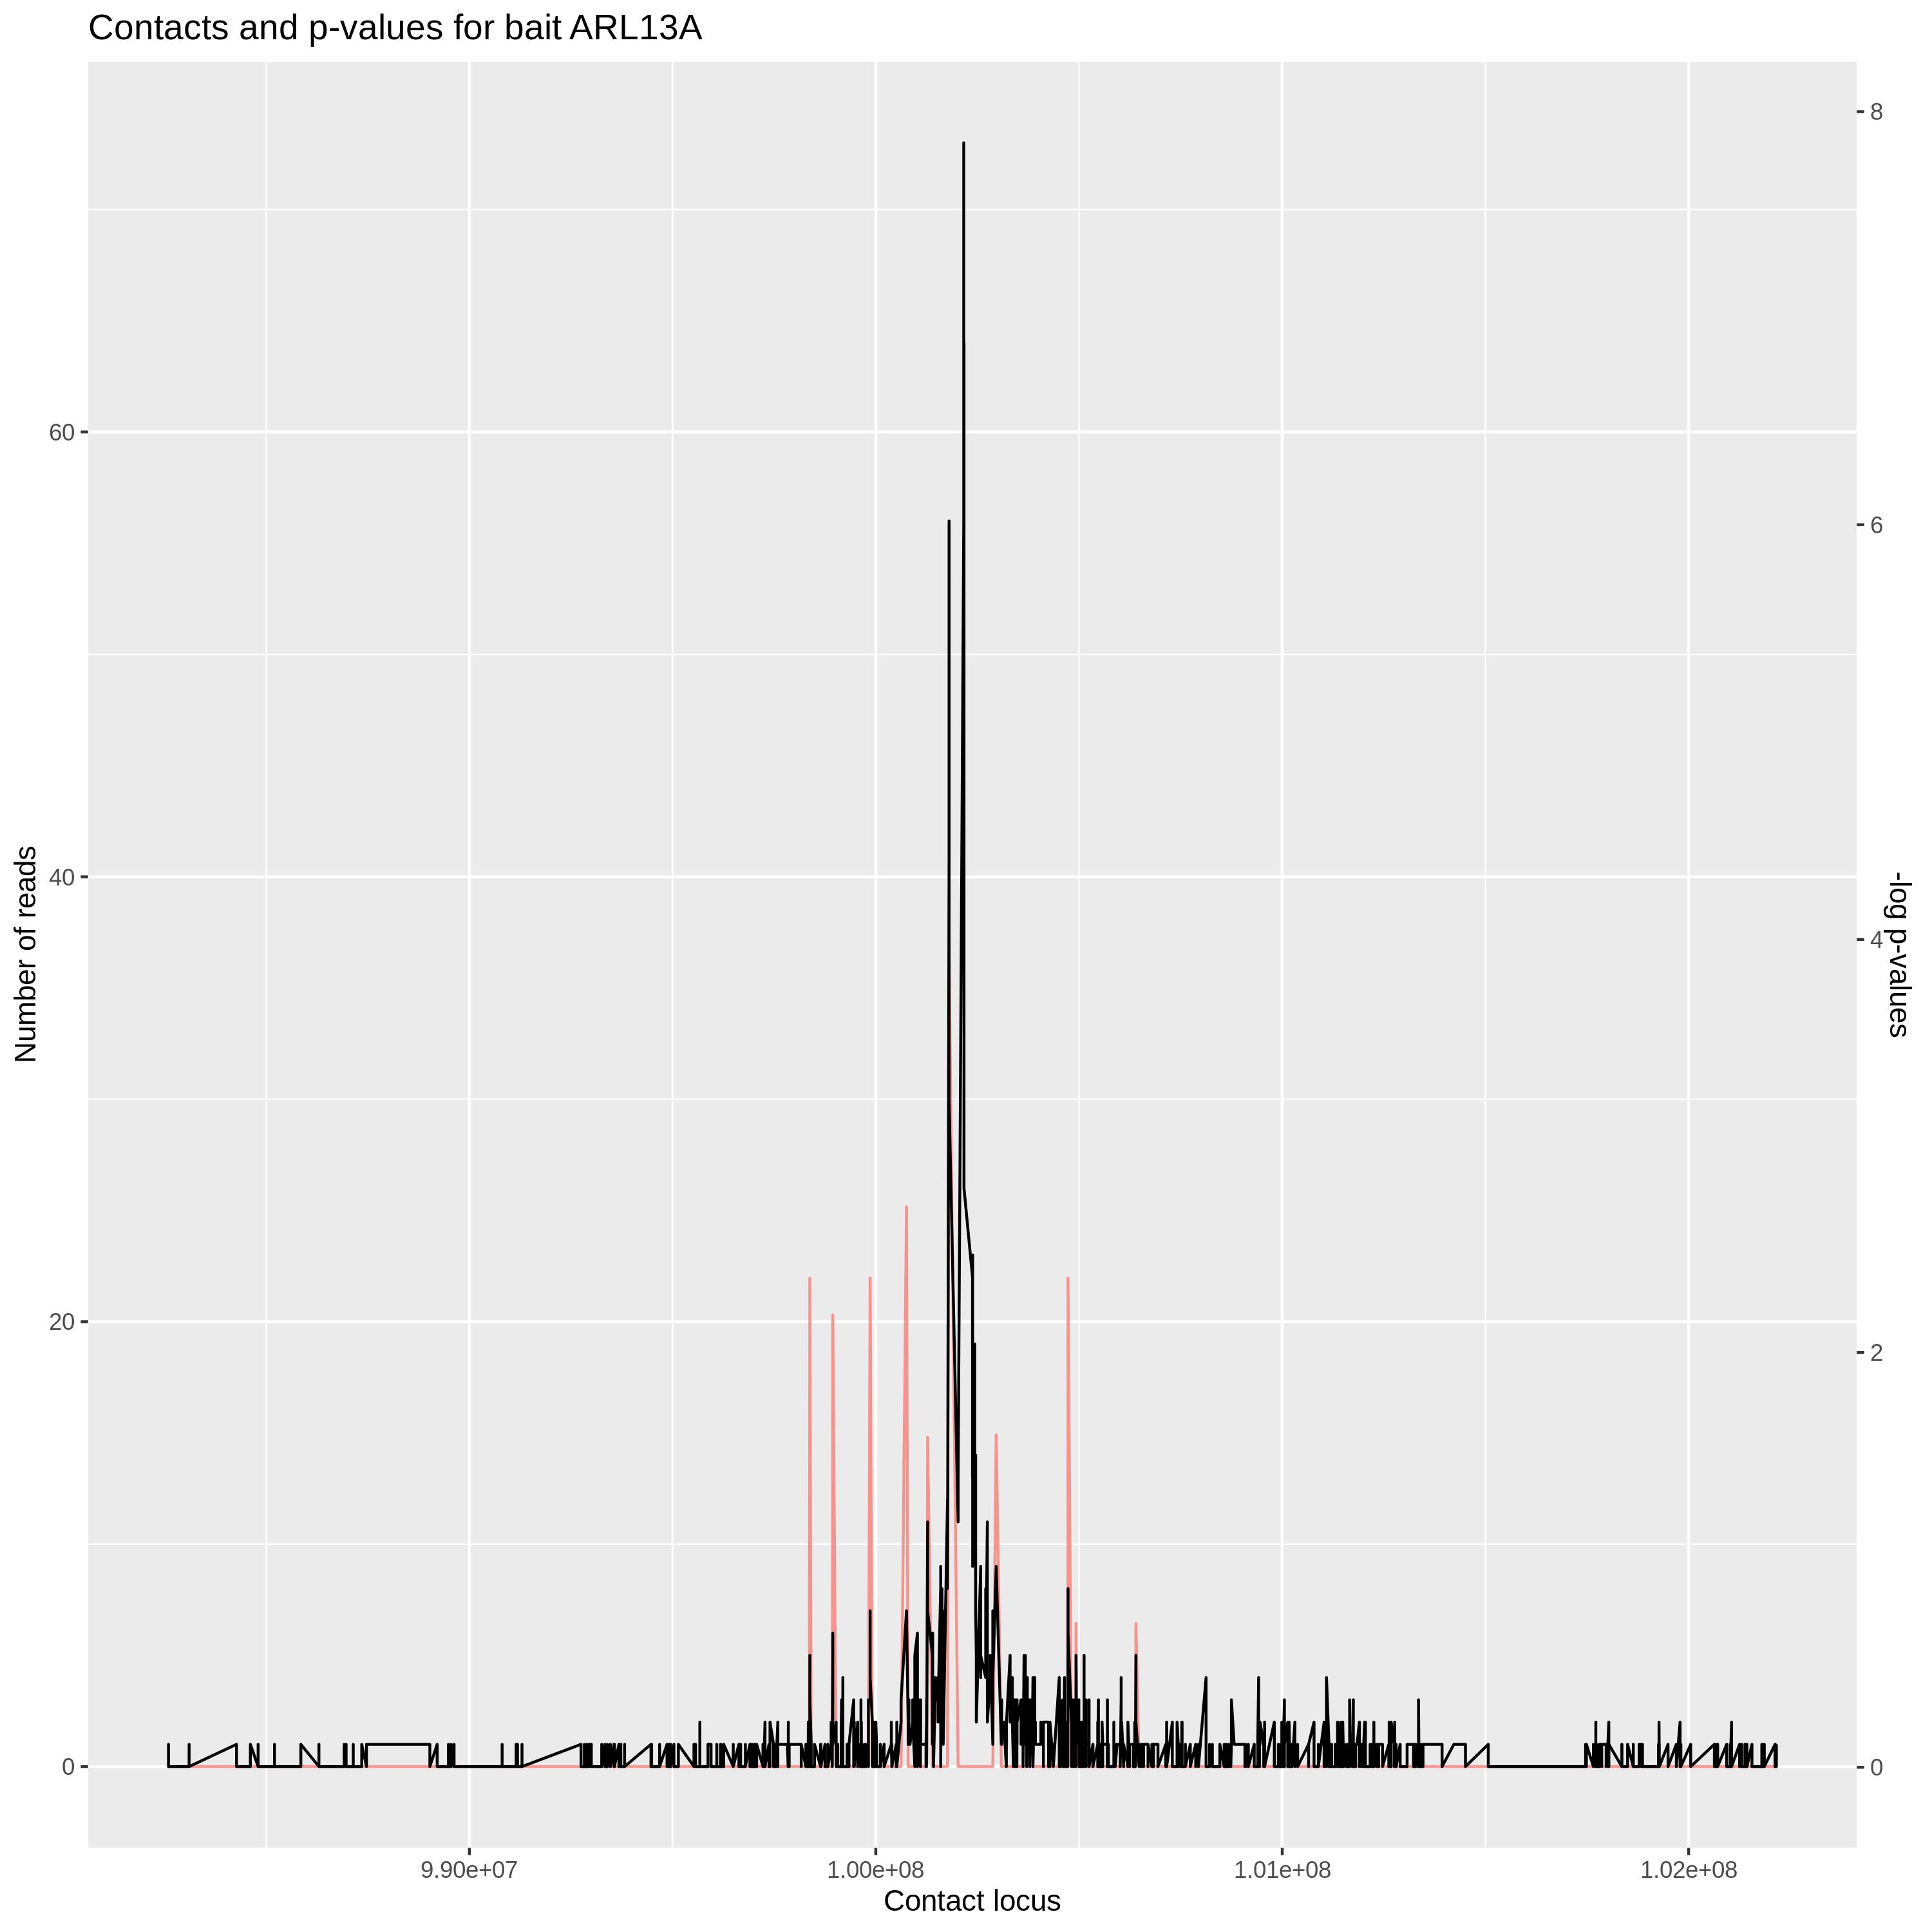 Contacts and p-values for bait ARL13A
8
60
6
Number of reads
40
-log p-values
4
20
2
0
0
9.90e+07
1.00e+08
1.01e+08
1.02e+08
Contact locus